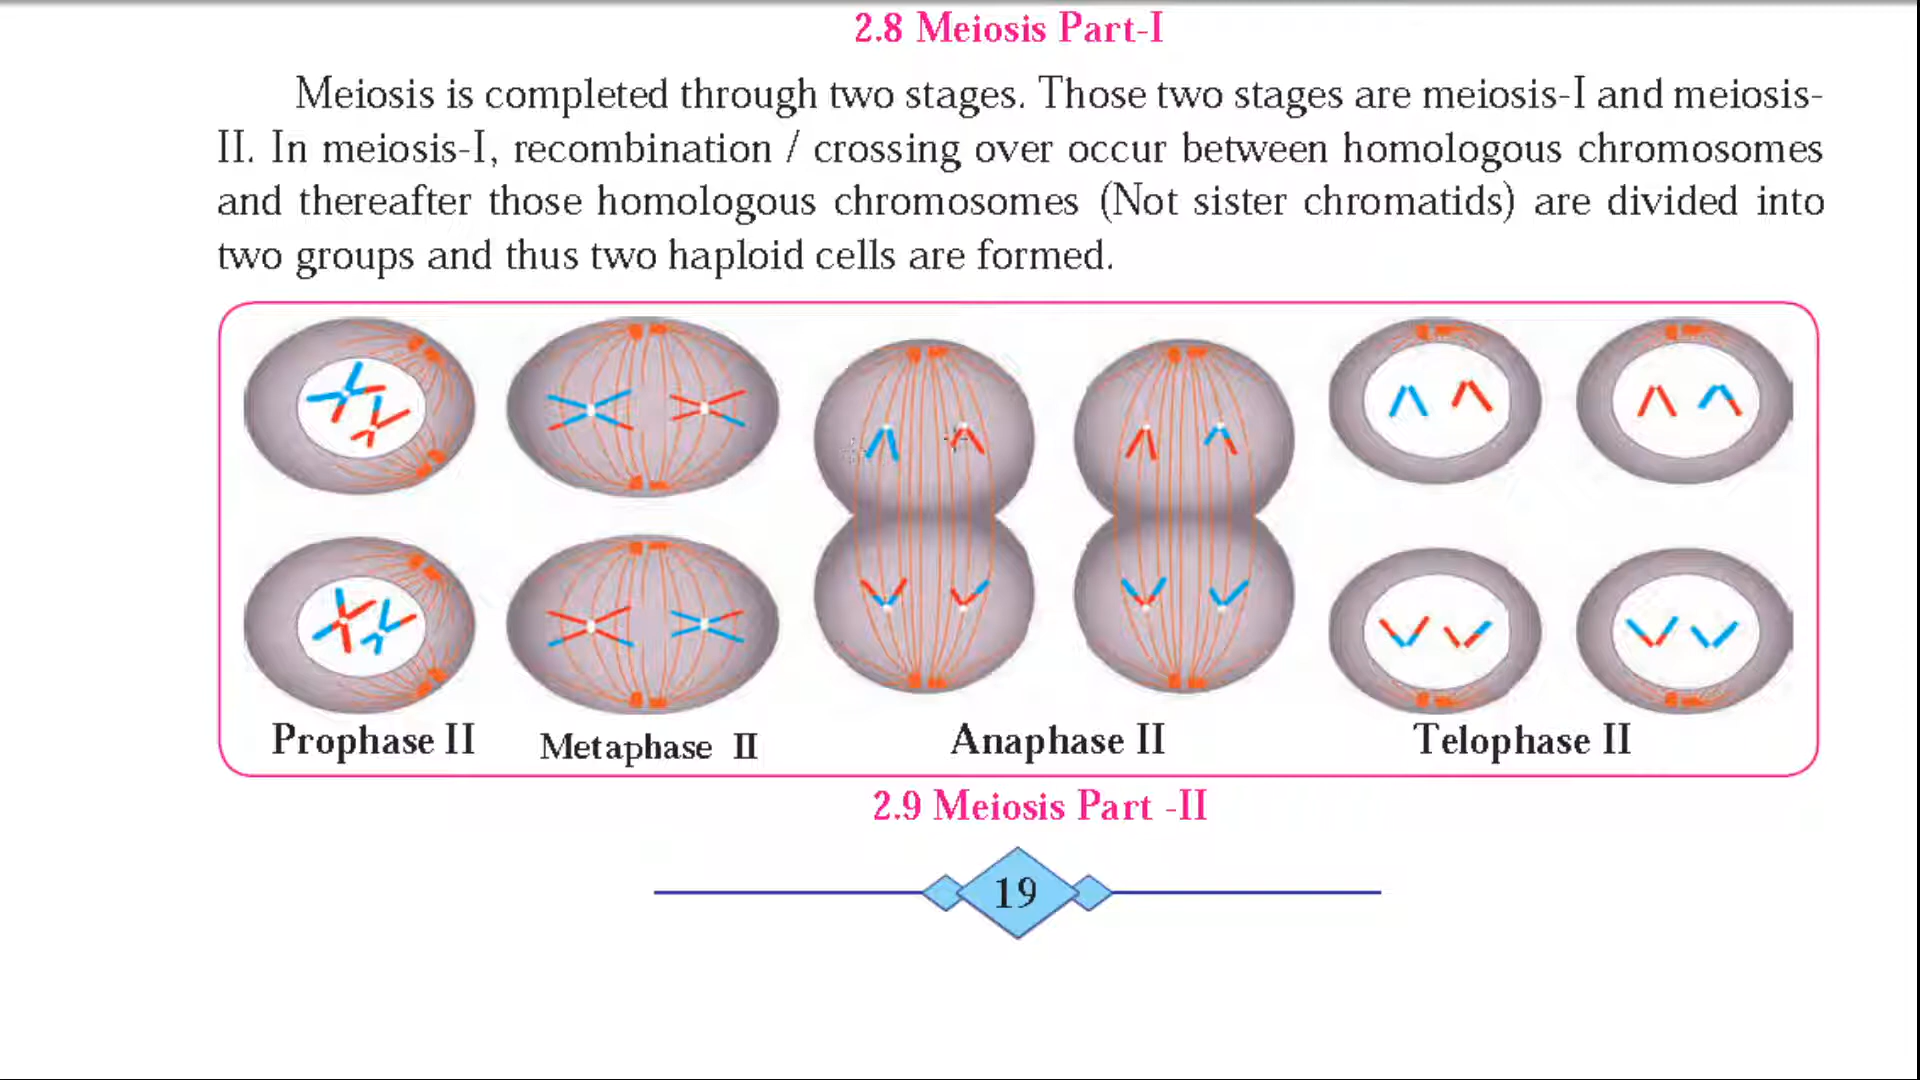 2.8 Meiosis Part-I
Meiosis is completed through two stages. Those two stages are meiosis-I and meiosis-
II. In meiosis-I, recombination / crossing over occur between homologous chromosomes
and thereafter those homologous chromosomes (Not sister chromatids) are divided into
two groups and thus two haploid cells are formed.
Prophase II
Metaphase II
Anaphase II
Telophase II
2.9 Meiosis Part -II
19